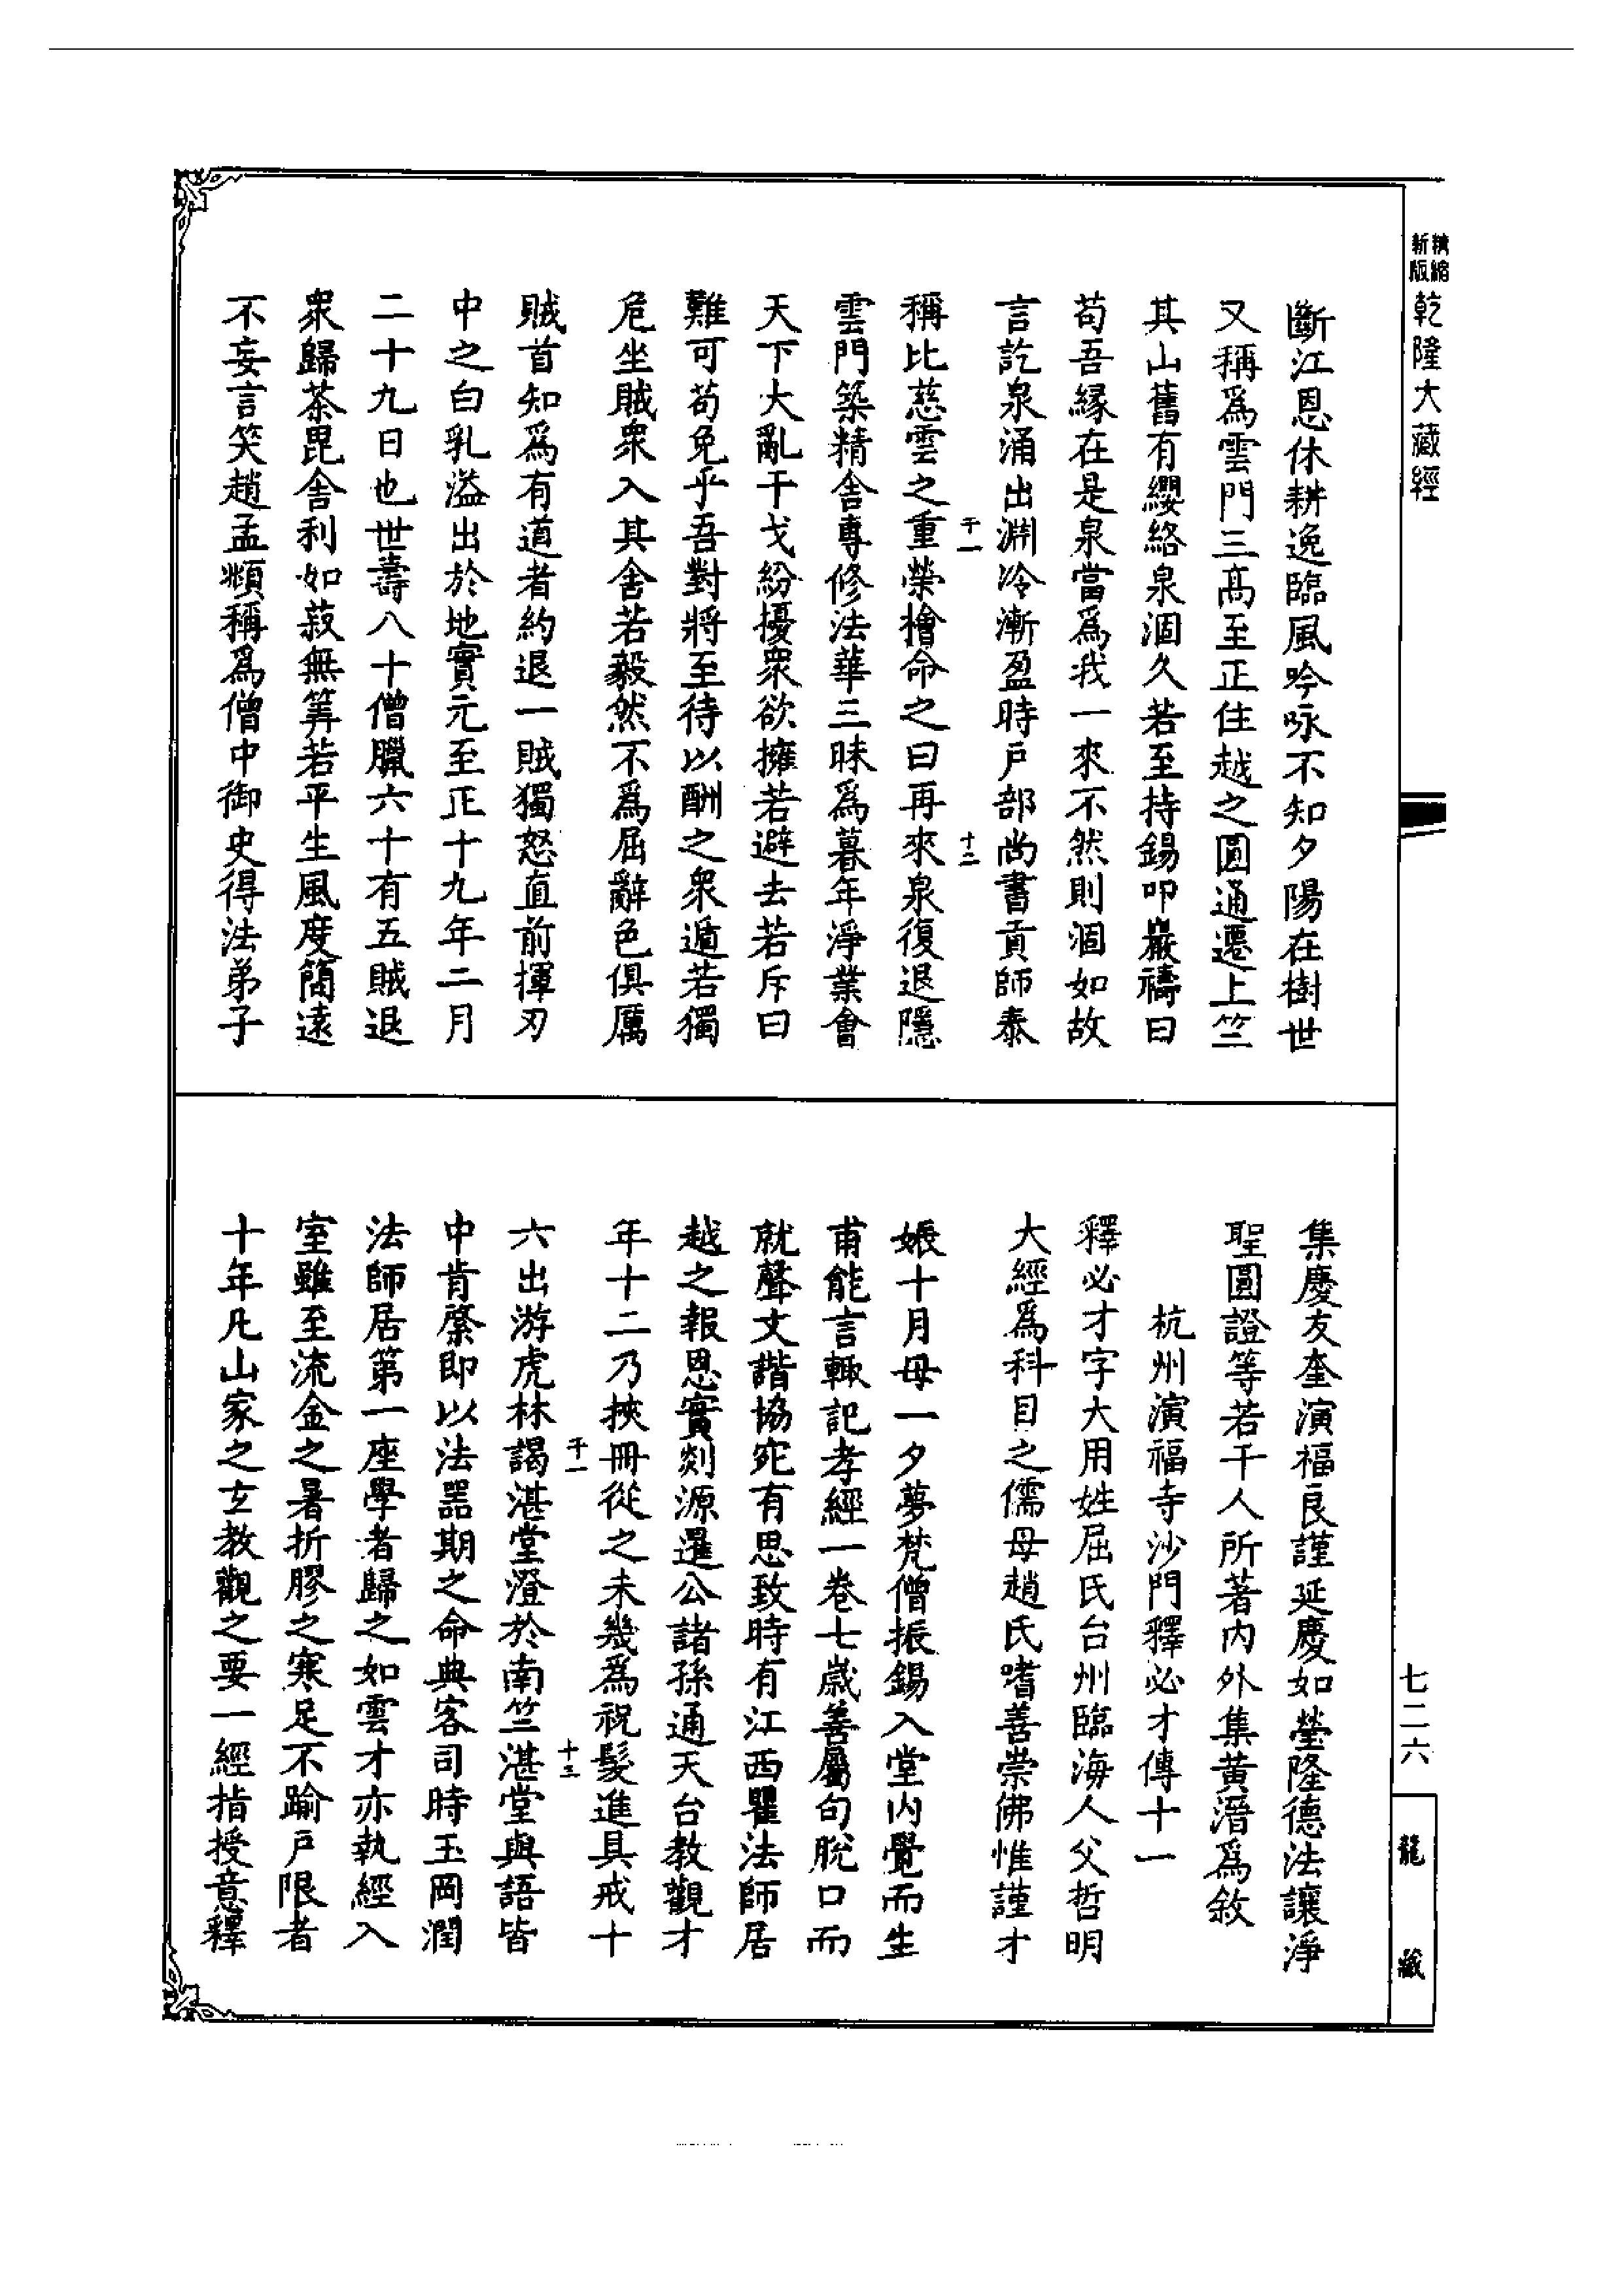 精縮新版乾隆大藏經
斷江恩休耕逸臨風吟咏不知夕陽在樹世
又稱爲雲門三髙至正住越之圓通遷上竺
其山舊有纓絡泉涸久若至持錫叩巖禱曰
苟吾緣在是泉當爲我一來不然則涸如故
言訖泉涌出淵泠漸盈時戶部尚書貢師泰
稱比慈雲之重榮檜命之曰再來泉復退隱
千一
十二
雲門築精舍專修法華三昧爲暮年淨業會
天下大亂干戈紛擾衆欲擁若避去若斥曰
難可苟免乎吾對將至待以酬之衆遁若獨
危坐賊衆入其舍若毅然不爲屈辭色俱厲
賊首知爲有道者約退一賊獨怒直前揮刃
中之白乳溢出於地實元至正十九年二月
二十九日也世壽八十僧臘六十有五賊退
衆歸茶毘舍利如菽無筭若平生風度簡遠
不妄言笑趙孟頫稱爲僧中御史得法弟子
集慶友奎演福良謹延慶如瑩隆德法讓淨
聖圓證等若干人所著内外集黄溍爲敘
杭州演福寺沙門釋必才傳十一
釋必才字大用姓屈氏台州臨海人父哲明
大經爲科目之儒母趙氏嗜善崇佛惟謹才
娠十月母一夕夢梵僧振錫入堂内覺而生
甫能言輙記孝經一卷七歲善屬句脫口而
就聲文諧協宛有思致時有江西瞿法師居
越之報恩實剡源暹公諸孫通天台教觀才
年十二乃挾冊從之未幾爲祝髮進具戒十
六出游虎林謁湛堂澄於南竺湛堂與語皆
千一
十三
中肯綮即以法噐期之命典客司時玉岡潤
法師居第一座學者歸之如雲才亦執經入
室雖至流金之暑折膠之寒足不踰戶限者
十年凡山家之玄教觀之要一經指授意釋
七二六
龍藏